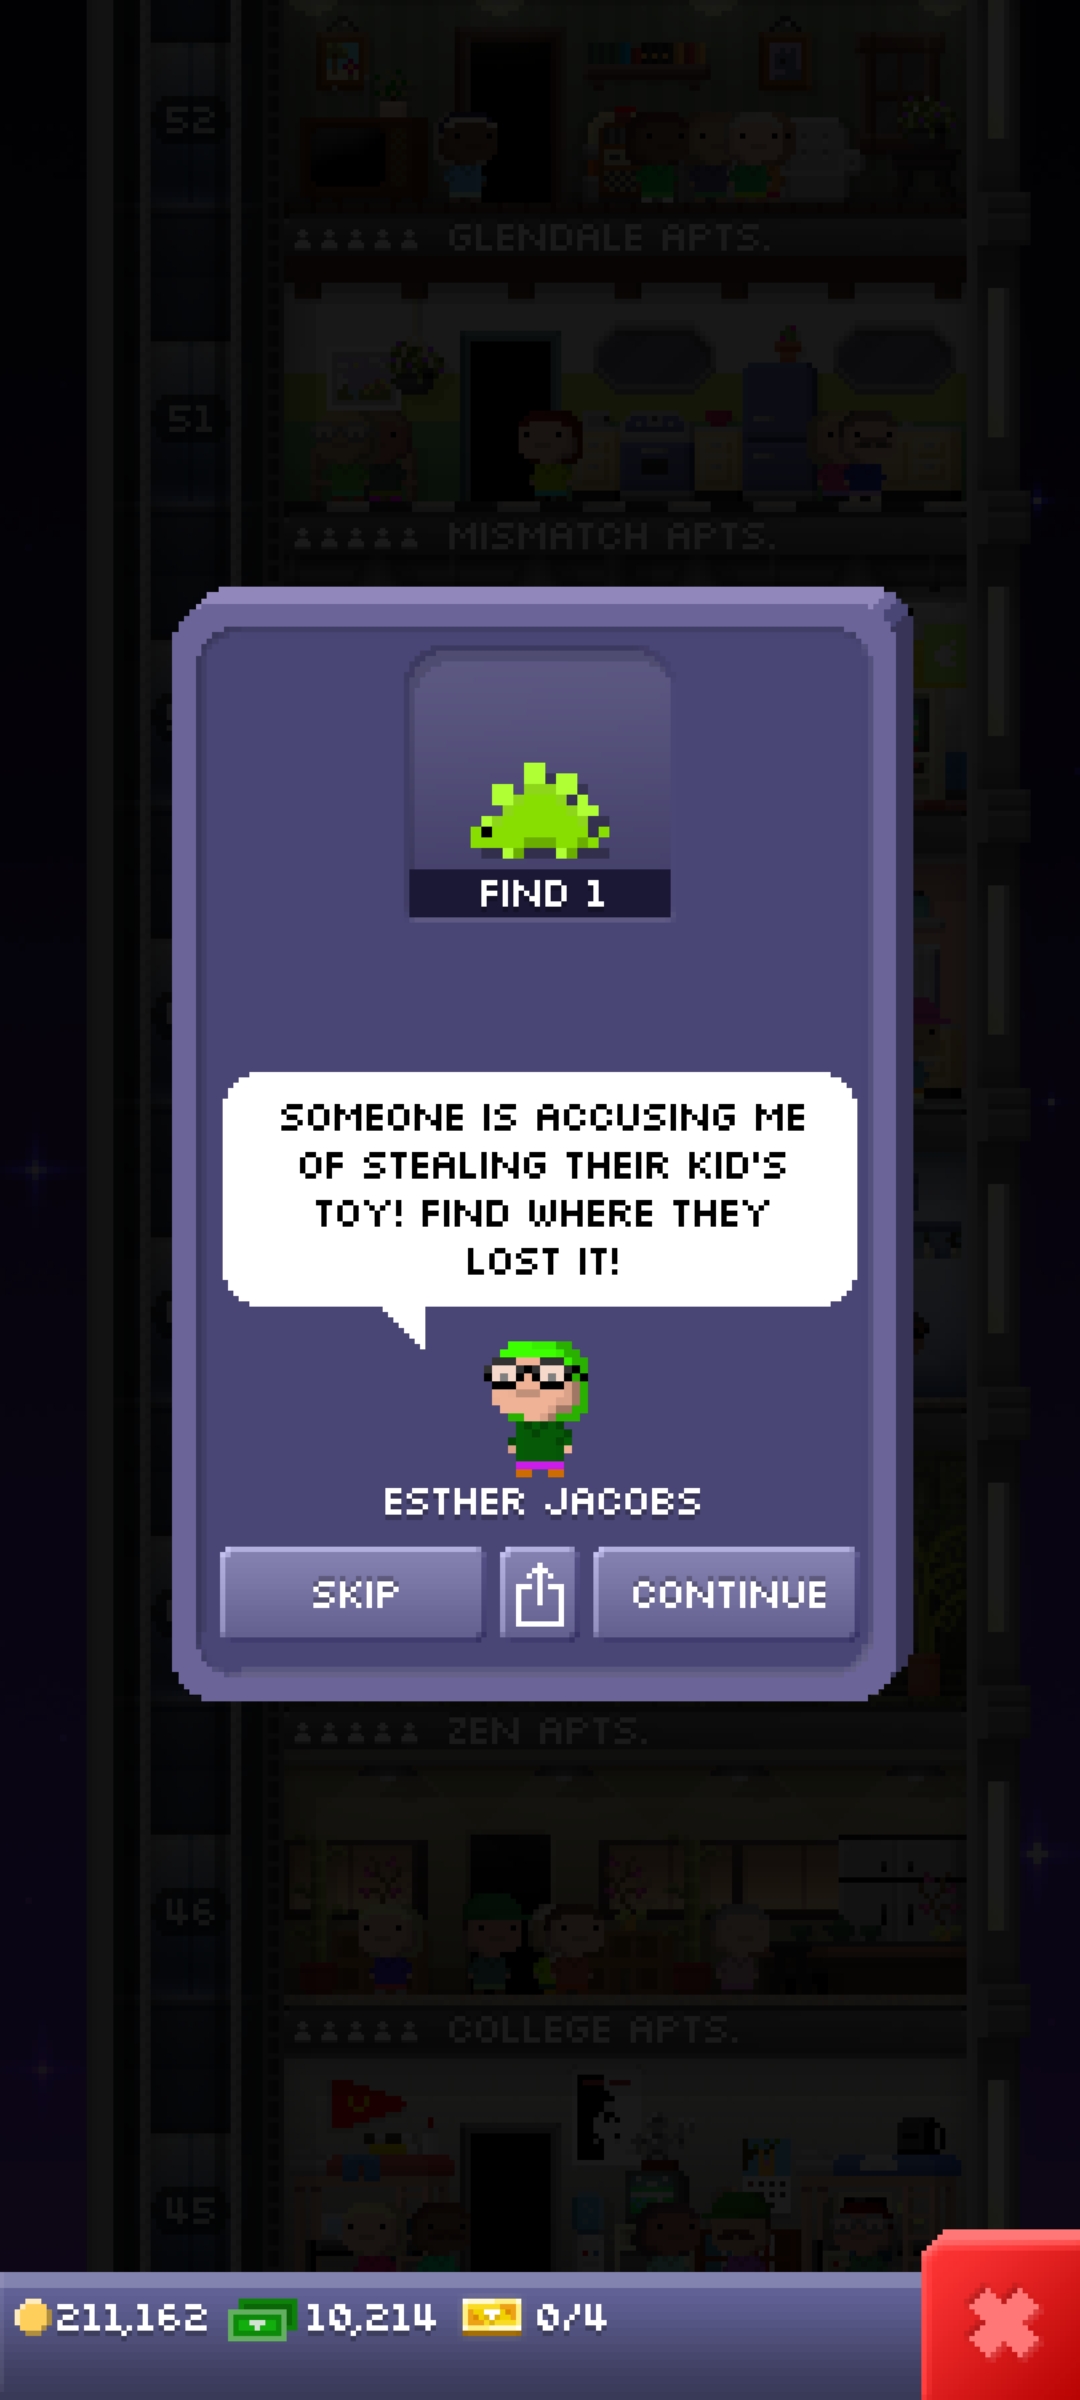 52
GLENDALE APTS.
51
MISMATCH APTS.
FIND 1
SOMEONE IS ACCUSING ME
OF STEALING THEIR KID'S
TOY! FIND WHERE THEY
LOST IT!
ESTHER JACOBS
SKIP
CONTINUE
ZEN APTS.
46
COLLEGE APTS.
45
211,162
10,214
0/4